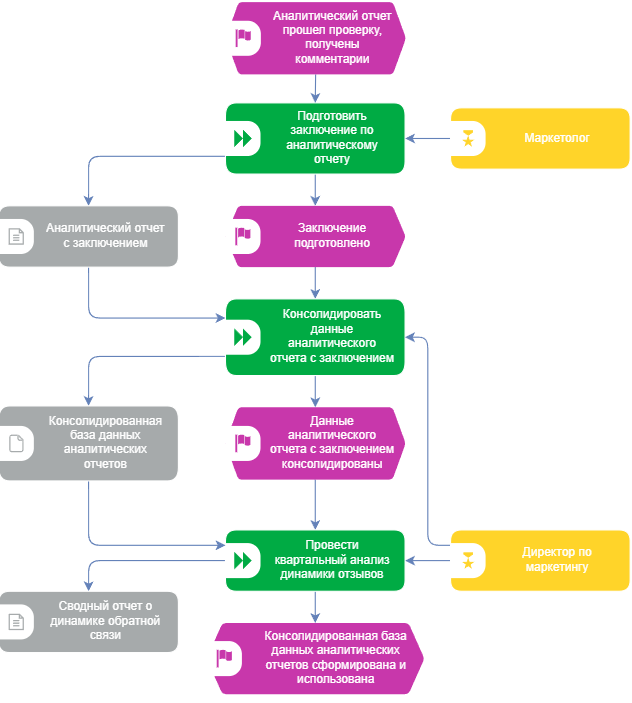 Аналитический отчет
прошел проверку,
получены
комментарии
Подготовить
заключение по
аналитическому
отчету
Маркетолог
Аналитический отчет
с заключением
Заключение
подготовлено
Консолидировать
данные
аналитического
отчета с заключением
Консолидированная
база данных
аналитических
отчетов
Данные
аналитического
отчета с заключением
консолидированы
Провести
квартальный анализ
динамики отзывов
Директор по
маркетингу
Сводный отчет о
динамике обратной
связи
Консолидированная база
данных аналитических
отчетов сформирована и
использована